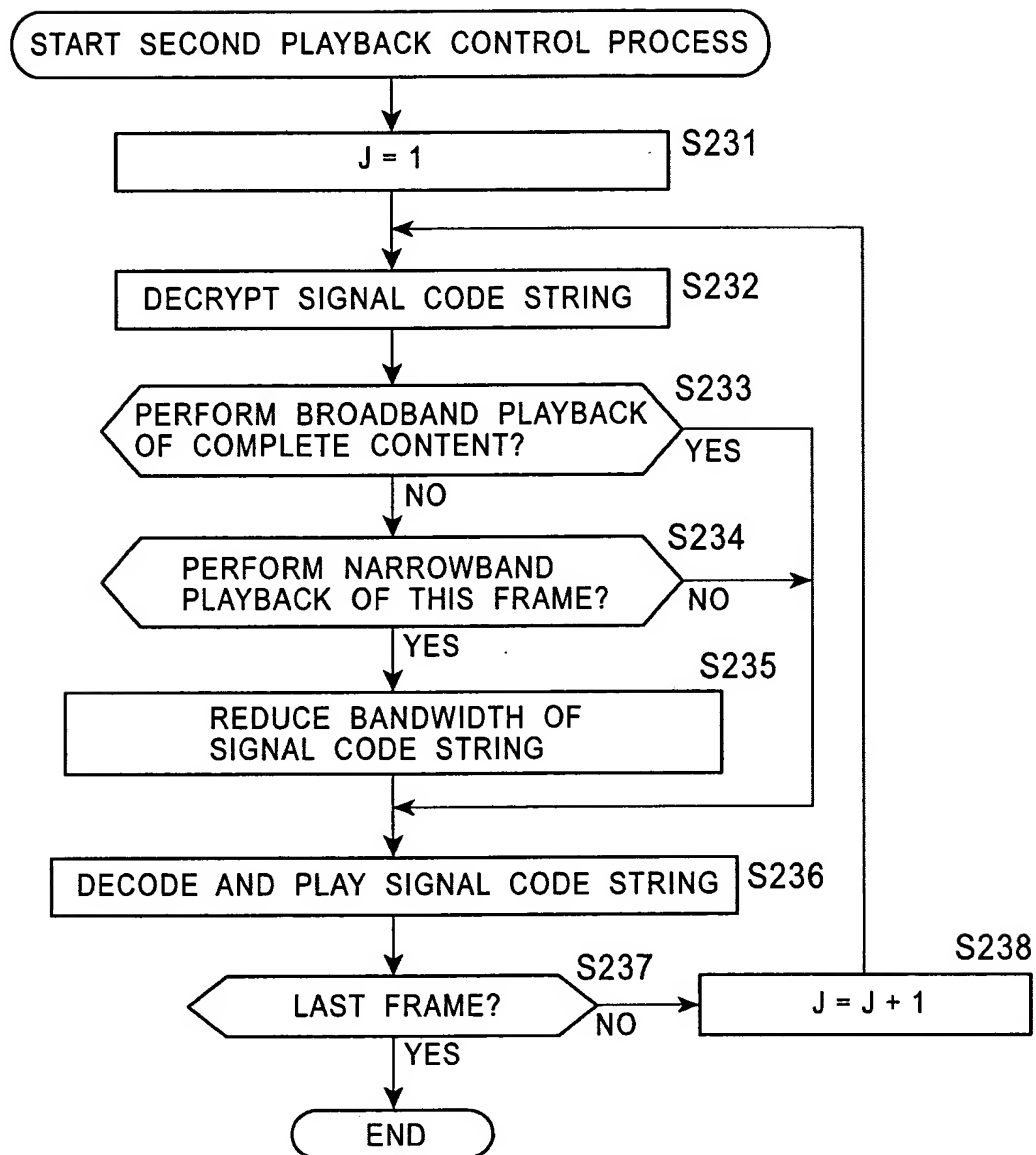 START SECOND PLAYBACK CONTROL PROCESS
J = 1
S231
DECRYPT SIGNAL CODE STRING
S232
PERFORM BROADBAND PLAYBACK
OF COMPLETE CONTENT?
S233
YES
NO
PERFORM NARROWBAND
PLAYBACK OF THIS FRAME?
S234
NO
YES
REDUCE BANDWIDTH OF
SIGNAL CODE STRING
S235
DECODE AND PLAY SIGNAL CODE STRING
S236
LAST FRAME?
S237
NO
YES
J = J + 1
S238
END